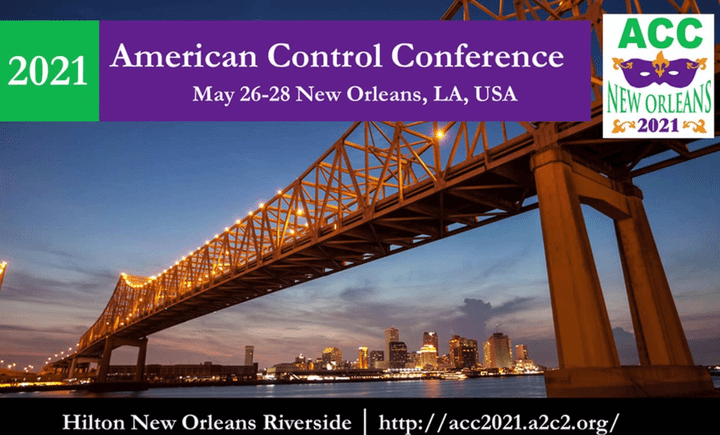 2021
American Control Conference
May 26-28 New Orleans, LA, USA
ACC
NEW ORLEANS
2021
Hilton New Orleans Riverside | http://acc2021.a2c2.org/